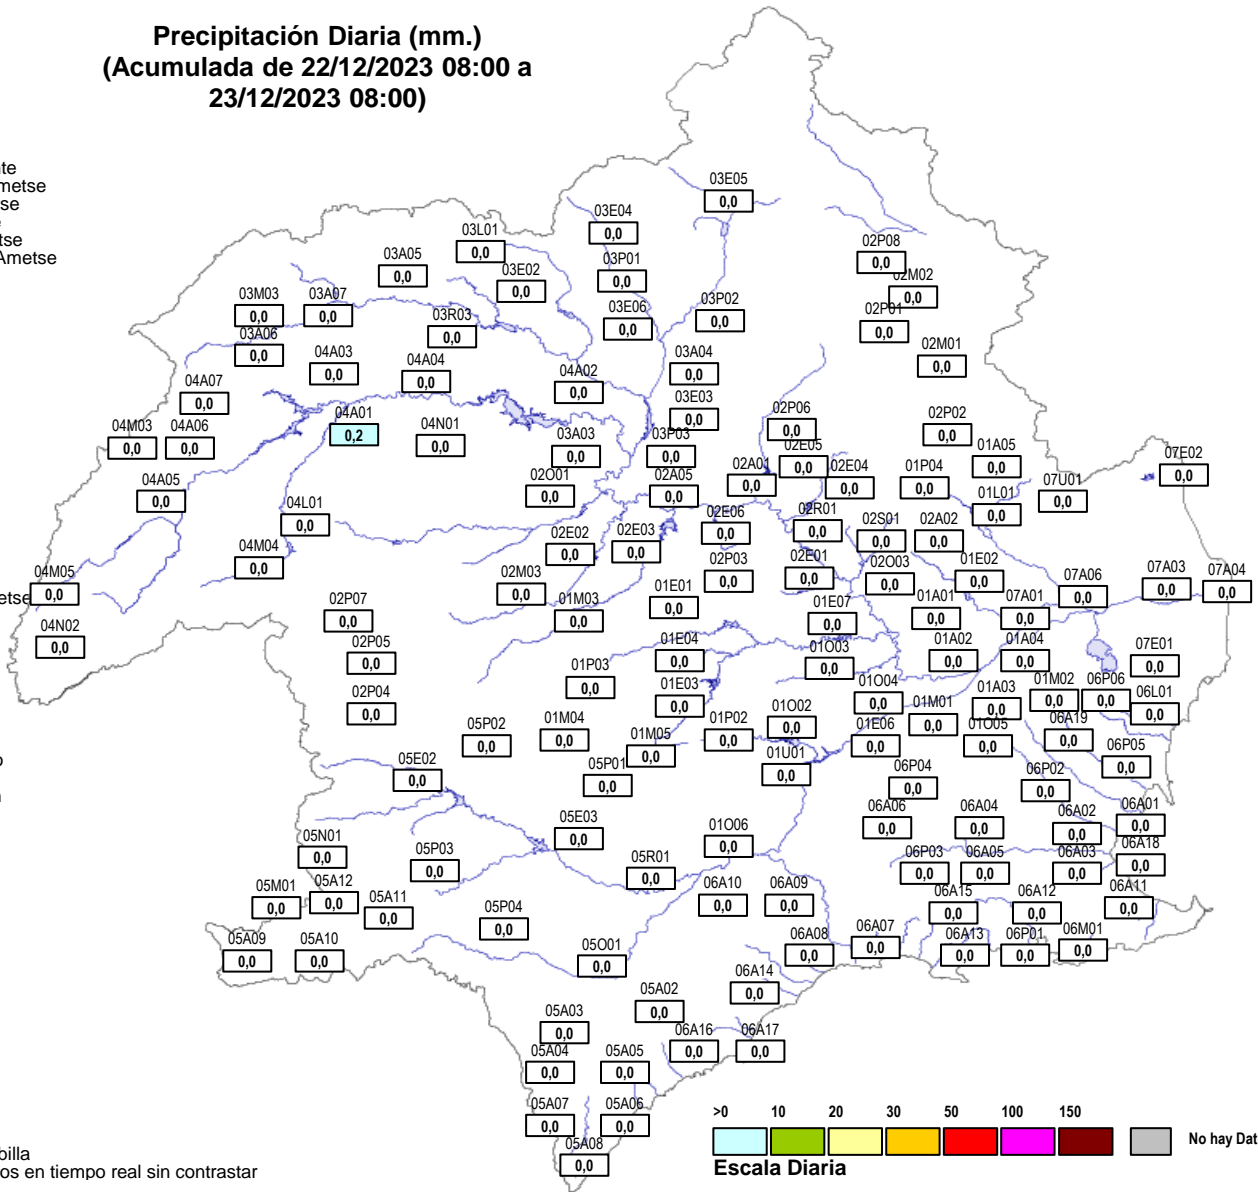 Precipitación Diaria (mm.)
(Acumulada de 22/12/2023 08:00 a
23/12/2023 08:00)
nte
metse
se
tse
Ametse
03E05
0,0
03E04
0,0
03L01
0,0
03A05
0,0
03P01
0,0
03E02
0,0
02P08
0,0
02M02
0,0
03M03
0,0
03A07
0,0
03R03
0,0
03E06
0,0
03P02
0,0
02P01
0,0
03A06
0,0
04A03
0,0
04A04
0,0
04A02
0,0
03A04
0,0
02M01
0,0
04A07
0,0
03E03
0,0
04A01
0,2
04M03
0,0
04A06
0,0
04N01
0,0
03A03
0,0
03P03
0,0
02P06
0,0
02P02
0,0
02E05
0,0
01A05
0,0
07E02
0,0
04A05
0,0
02O01
0,0
02A05
0,0
02A01
0,0
02E04
0,0
01P04
0,0
07U01
0,0
01L01
0,0
04L01
0,0
02E06
0,0
02R01
0,0
02S01
0,0
02A02
0,0
04M04
0,0
02E02
0,0
02E03
0,0
04M05
0,0
etse
02M03
0,0
02P03
0,0
02E01
0,0
02O03
0,0
01E02
0,0
07A06
0,0
07A03
0,0
07A04
0,0
02P07
0,0
01M03
0,0
01E01
0,0
01E07
0,0
01A01
0,0
07A01
0,0
04N02
0,0
02P05
0,0
01E04
0,0
01O03
0,0
01A02
0,0
01A04
0,0
07E01
0,0
01P03
0,0
02P04
0,0
01E03
0,0
01O04
0,0
01A03
0,0
01M02
0,0
06P06
0,0
06L01
0,0
05P02
0,0
01M04
0,0
01M05
0,0
01P02
0,0
01O02
0,0
01E06
0,0
01M01
0,0
01O05
0,0
06A19
0,0
06P05
0,0
05E02
0,0
05P01
0,0
01U01
0,0
06P04
0,0
06P02
0,0
05E03
0,0
01O06
0,0
06A06
0,0
06A04
0,0
06A02
0,0
06A01
0,0
05N01
0,0
05P03
0,0
05R01
0,0
06P03
0,0
06A05
0,0
06A03
0,0
06A18
0,0
05M01
0,0
05A12
0,0
05A11
0,0
06A10
0,0
06A09
0,0
06A15
0,0
06A12
0,0
06A11
0,0
05P04
0,0
05A09
0,0
05A10
0,0
05O01
0,0
06A08
0,0
06A07
0,0
06A13
0,0
06P01
0,0
06M01
0,0
06A14
0,0
05A02
0,0
05A03
0,0
06A16
0,0
06A17
0,0
05A04
0,0
05A05
0,0
05A07
0,0
05A06
0,0
05A08
0,0
>0 10 20 30 50 100 150
No hay Dat
Escala Diaria
billa
os en tiempo real sin contrastar